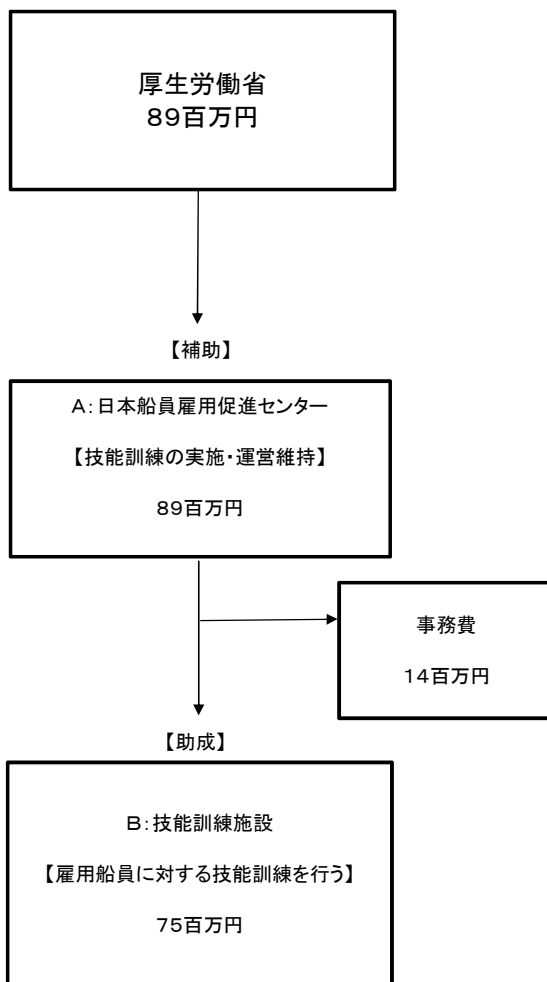 厚生労働省
89百万円
【補助】
A:日本船員雇用促進センター
【技能訓練の実施・運営維持】
89百万円
事務費
14百万円
【助成】
B:技能訓練施設
【雇用船員に対する技能訓練を行う】
75百万円